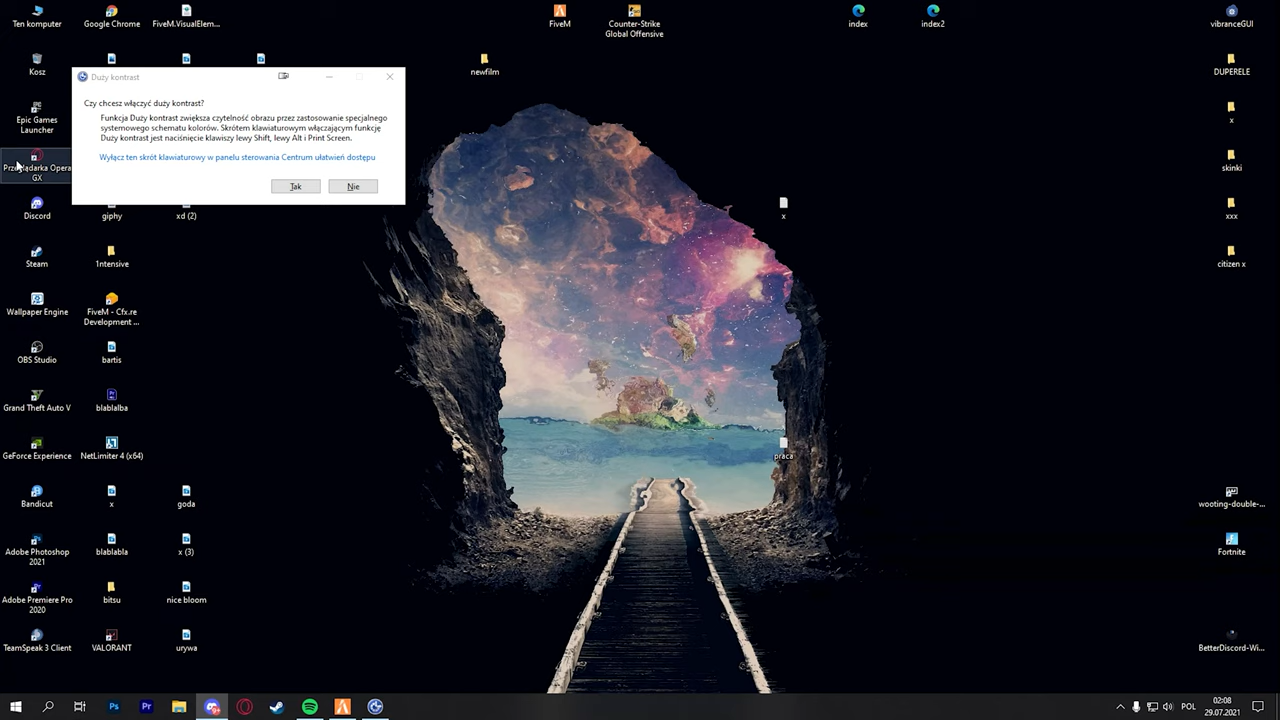 Ten komputer
Google Chrome
FiveM.VisualElem...
FiveM
Counter-Strike
Global Offensive
index
index2
vibranceGUI
Kosz
newfilm
DUPERELE
Duży kontrast
Czy chcesz włączyć duży kontrast?
Funkcja Duży kontrast zwiększa czytelność obrazu przez zastosowanie specjalnego
systemowego schematu kolorów. Skrótem klawiaturowym włączającym funkcję
Duży kontrast jest naciśnięcie klawiszy lewy Shift, lewy Alt i Print Screen.
Wyłącz ten skrót klawiaturowy w panelu sterowania Centrum ułatwień dostępu
Tak
Nie
Epic Games
Launcher
x
Przeglądarka Opera
GX
skinki
Discord
giphy
xd (2)
x
xxx
Steam
1ntensive
citizen x
Wallpaper Engine
FiveM - Cfx.re
Development ...
OBS Studio
bartis
Grand Theft Auto V
blablalba
GeForce Experience
NetLimiter 4 (x64)
praca
Bandicut
x
goda
wooting-double-...
Adobe Photoshop
2021
blablabla
x (3)
Fortnite
Adobe Premiere Pro
2020
bitsu
nice bloom
VALORANT
urywa
BetterDiscord-Wi...
POL
02:08
29.07.2021